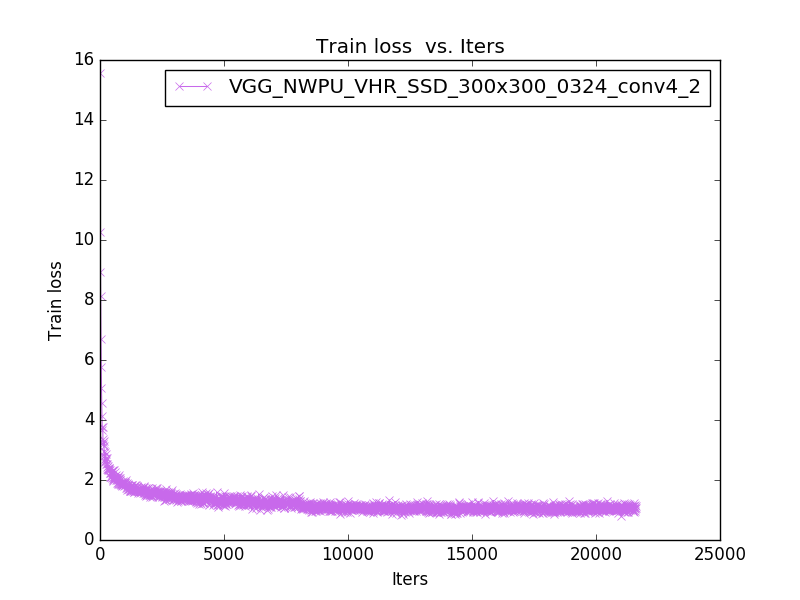 Train loss  vs. Iters
VGG_NWPU_VHR_SSD_300x300_0324_conv4_2
16
14
12
10
8
6
4
2
0
Train loss
0 5000 10000 15000 20000 25000
Iters